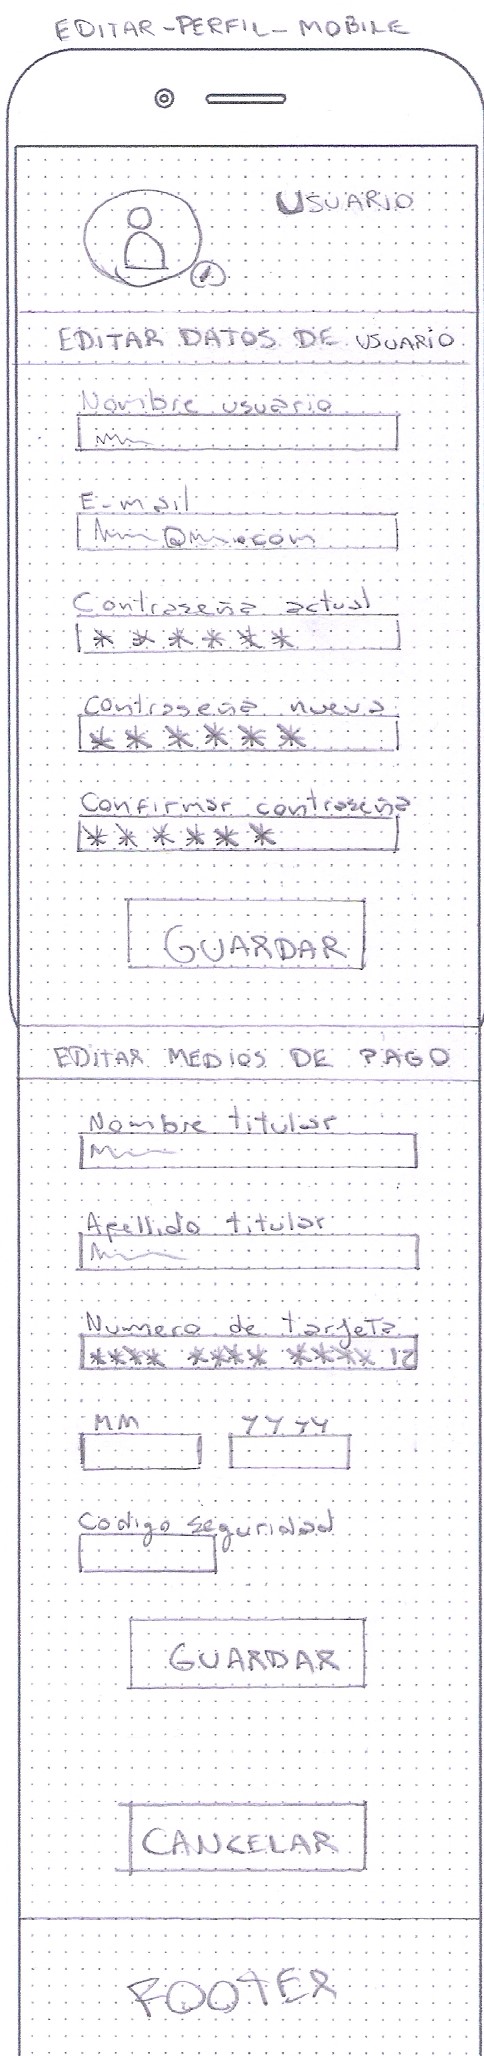 EDITAR-PERFIL-MOBILE
USUARIO
EDITAR DATOS DE USUARIO
Nombre usuario
E-mail
@ .com
Contraseña actual
* * * * * *
Contraseña nueva
* * * * * *
Confirmar contraseña
* * * * * *
GUARDAR
EDITAR MEDIOS DE PAGO
Nombre titular
Apellido titular
Numero de tarjeta
**** **** **** 12
MM YYYY
Codigo seguridad
GUARDAR
CANCELAR
FOOTER